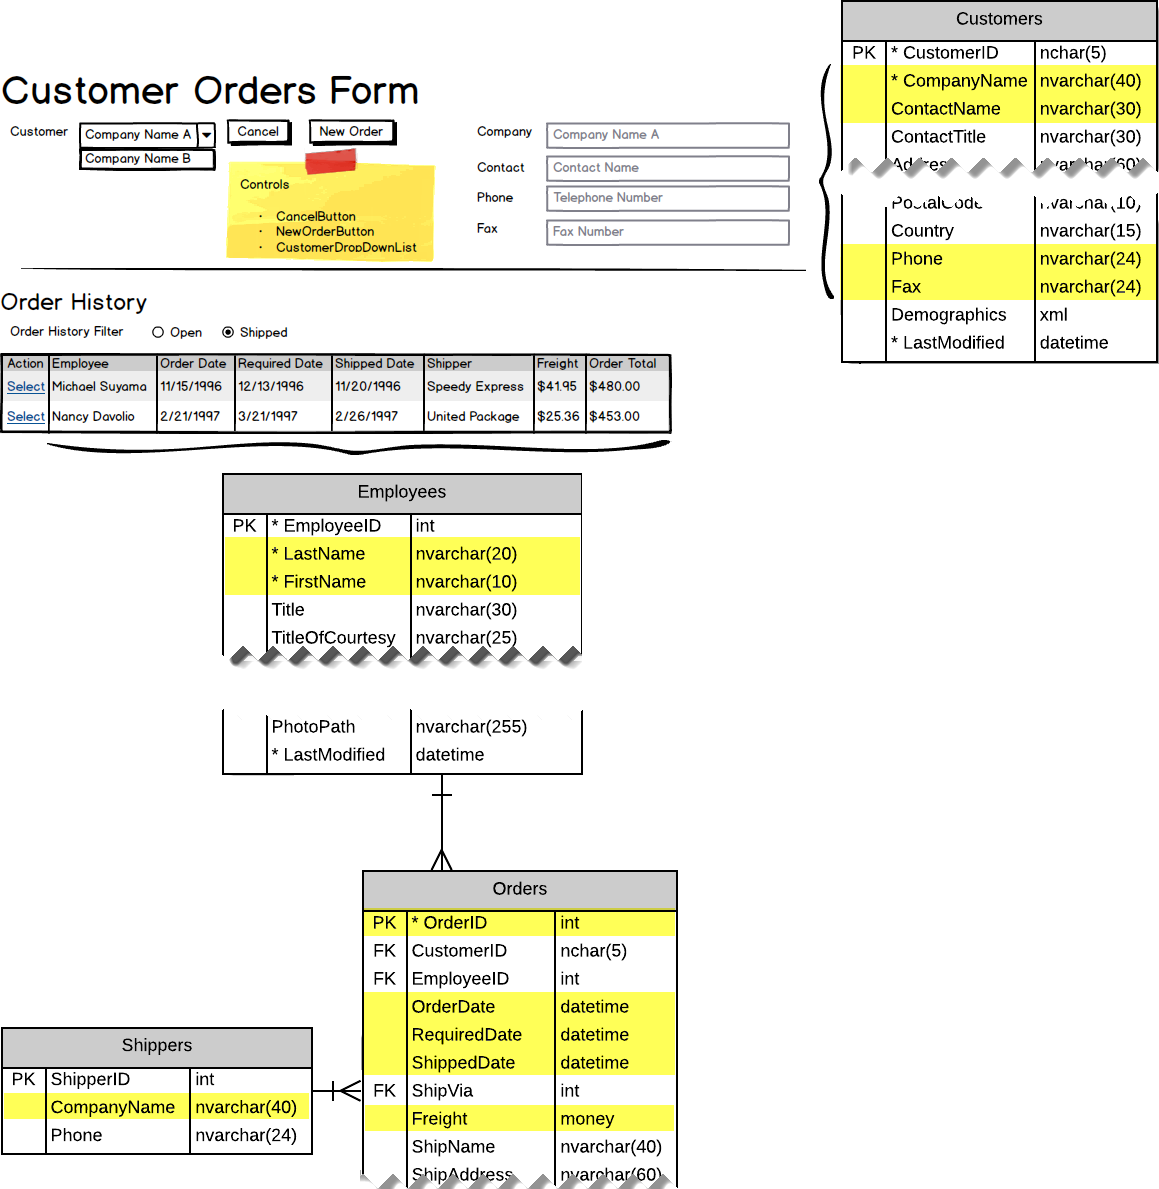 Customers
PK * CustomerID nchar(5)
* CompanyName nvarchar(40)
ContactName nvarchar(30)
ContactTitle nvarchar(30)
Address nvarchar(60)
PostalCode nvarchar(10)
Country nvarchar(15)
Phone nvarchar(24)
Fax nvarchar(24)
Demographics xml
* LastModified datetime
Customer Orders Form
Customer Company Name A Cancel New Order
Company Name B
Controls
· CancelButton
· NewOrderButton
· CustomerDropDownList
Company Company Name A
Contact Contact Name
Phone Telephone Number
Fax Fax Number
Order History
Order History Filter Open Shipped
Action Employee Order Date Required Date Shipped Date Shipper Freight Order Total
Select Michael Suyama 11/15/1996 12/13/1996 11/20/1996 Speedy Express $41.95 $480.00
Select Nancy Davolio 2/21/1997 3/21/1997 2/26/1997 United Package $25.36 $453.00
Employees
PK * EmployeeID int
* LastName nvarchar(20)
* FirstName nvarchar(10)
Title nvarchar(30)
TitleOfCourtesy nvarchar(25)
PhotoPath nvarchar(255)
* LastModified datetime
Orders
PK * OrderID int
FK CustomerID nchar(5)
FK EmployeeID int
OrderDate datetime
RequiredDate datetime
ShippedDate datetime
FK ShipVia int
Freight money
ShipName nvarchar(40)
ShipAddress nvarchar(60)
Shippers
PK ShipperID int
CompanyName nvarchar(40)
Phone nvarchar(24)